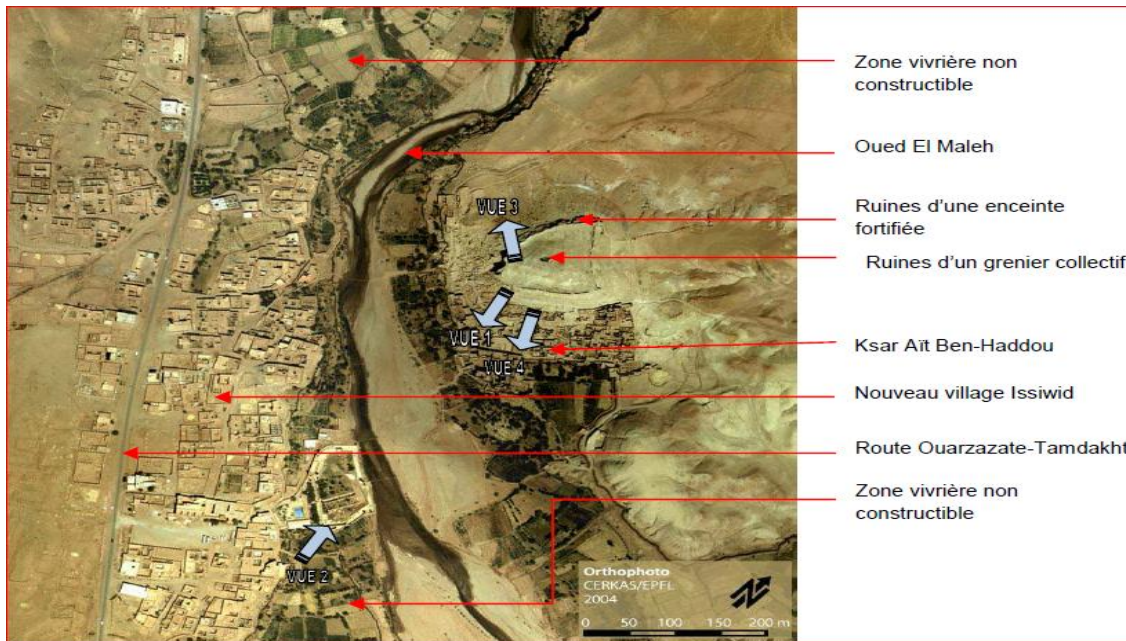 Zone vivrière non
constructible
Oued El Maleh
Ruines d'une enceinte
fortifiée
Ruines d'un grenier collectif
Ksar Aït Ben-Haddou
Nouveau village Issiwid
Route Ouarzazate-Tamdakht
Zone vivrière non
constructible
VUE 3
VUE 1
VUE 4
VUE 2
Orthophoto
CERKAS/EPFL
2004
0 50 100 150 200 m